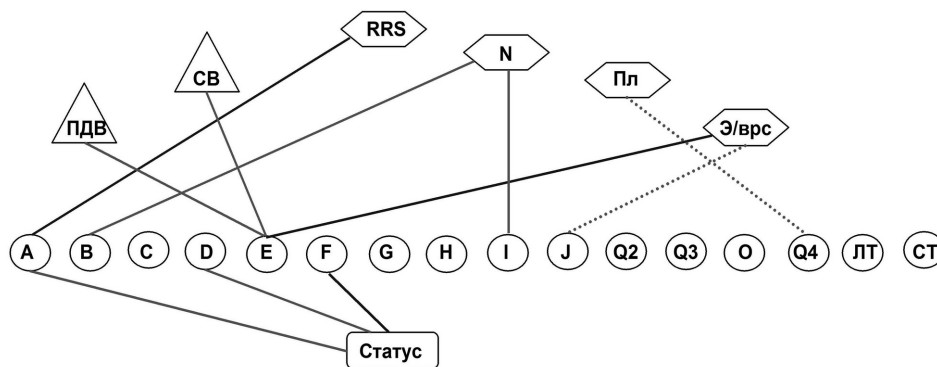 RRS
N
СВ
Пл
ПДВ
Э/врс
A B C D E F G H I J Q2 Q3 O Q4 ЛТ СТ
Статус